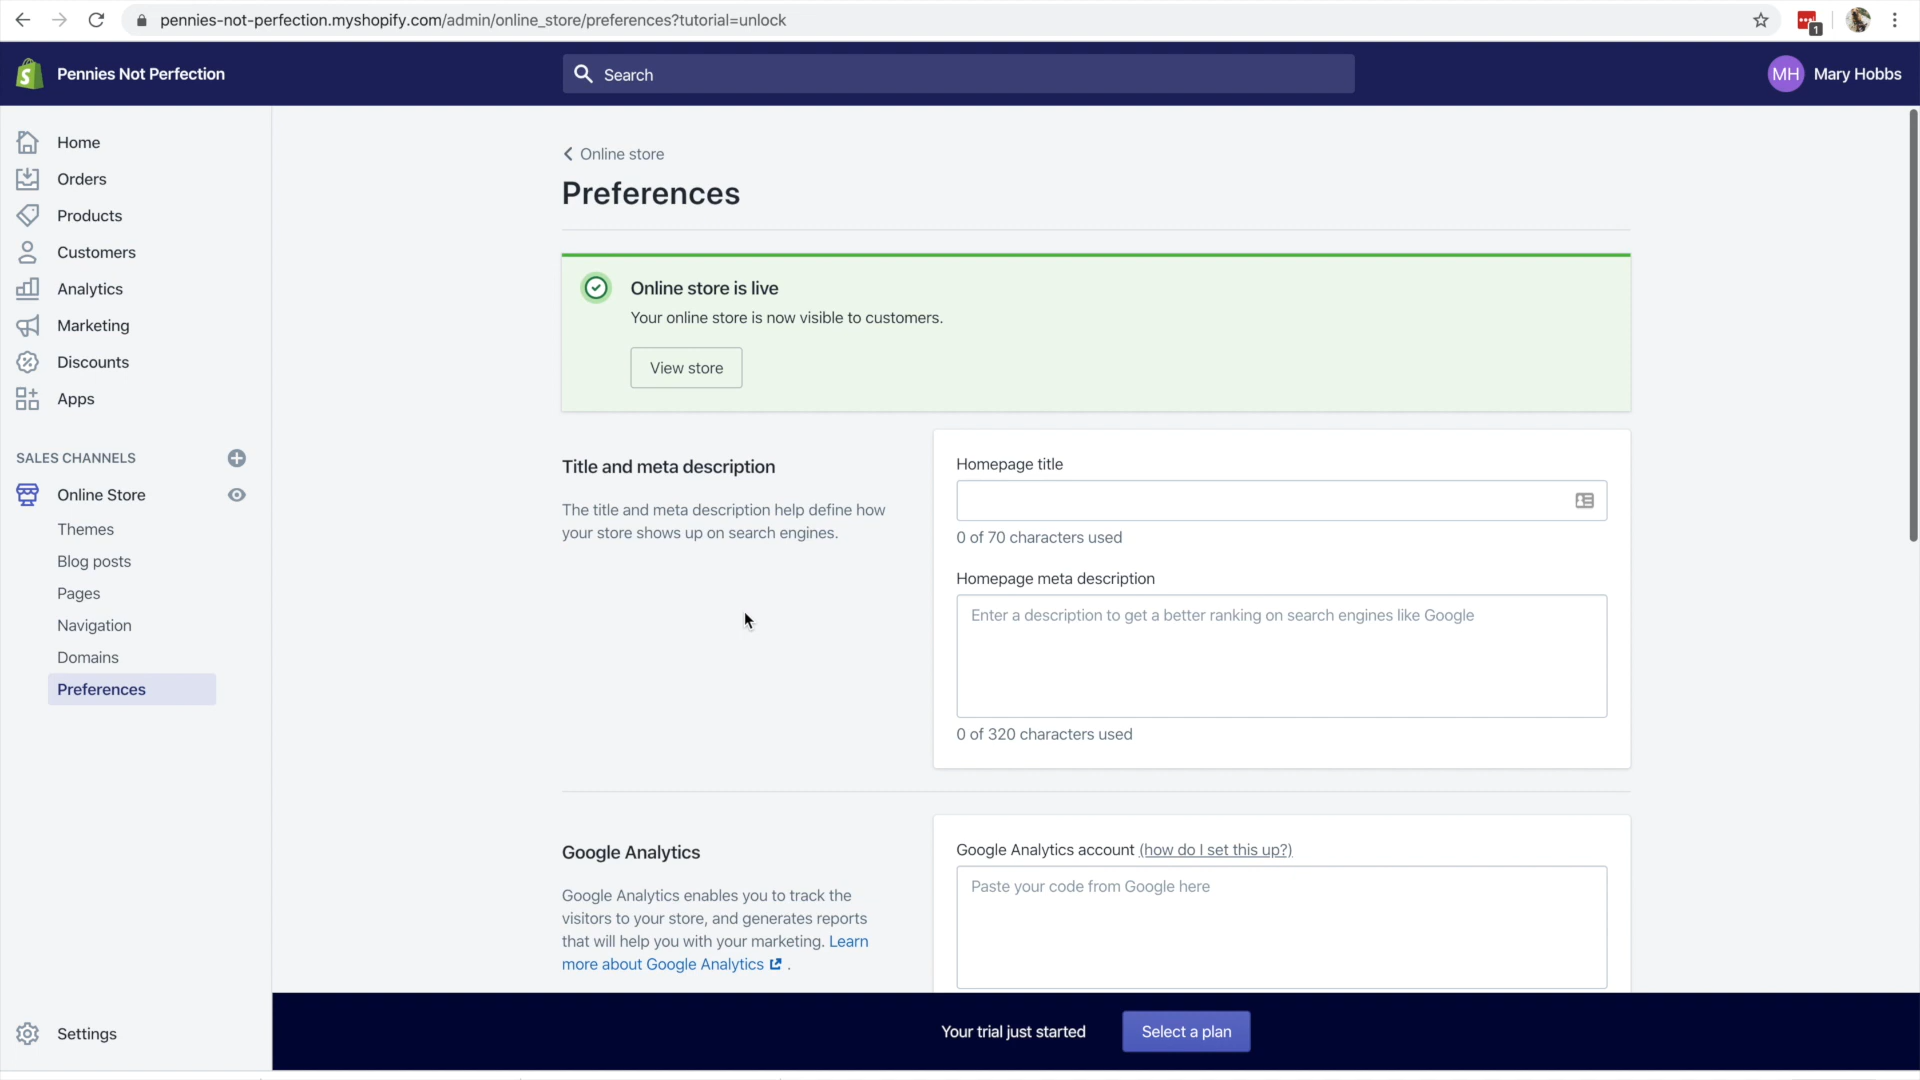 pennies-not-perfection.myshopify.com/admin/online_store/preferences?tutorial=unlock
1
Pennies Not Perfection
Search
MH Mary Hobbs
Home
Orders
Products
Customers
Analytics
Marketing
Discounts
Apps
SALES CHANNELS
Online Store
Themes
Blog posts
Pages
Navigation
Domains
Preferences
Settings
Online store
Preferences
Online store is live
Your online store is now visible to customers.
View store
Title and meta description
The title and meta description help define how
your store shows up on search engines.
Homepage title
0 of 70 characters used
Homepage meta description
Enter a description to get a better ranking on search engines like Google
0 of 320 characters used
Google Analytics
Google Analytics enables you to track the
visitors to your store, and generates reports
that will help you with your marketing. Learn
more about Google Analytics .
Google Analytics account (how do I set this up?)
Paste your code from Google here
Your trial just started
Select a plan